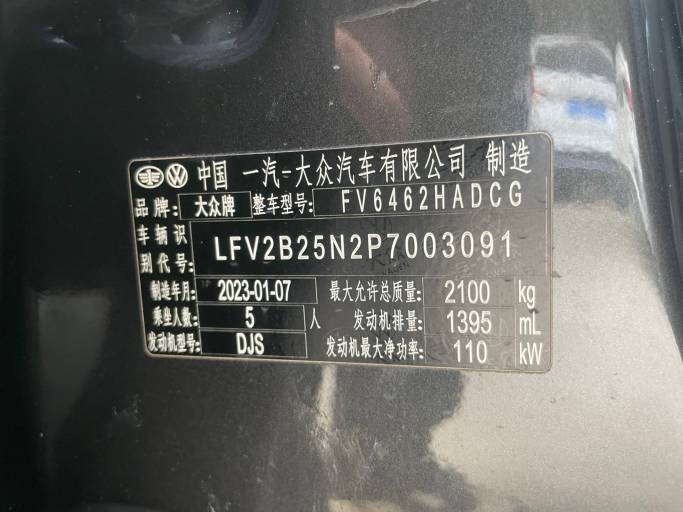 中国 一汽-大众汽车有限公司 制造
品牌: 大众牌 整车型号: FV6462HADCG
车辆识别代号: LFV2B25N2P7003091
制造年月: 2023-01-07 最大允许总质量: 2100 kg
乘坐人数: 5 人 发动机排量: 1395 mL
发动机型号: DJS 发动机最大净功率: 110 kW